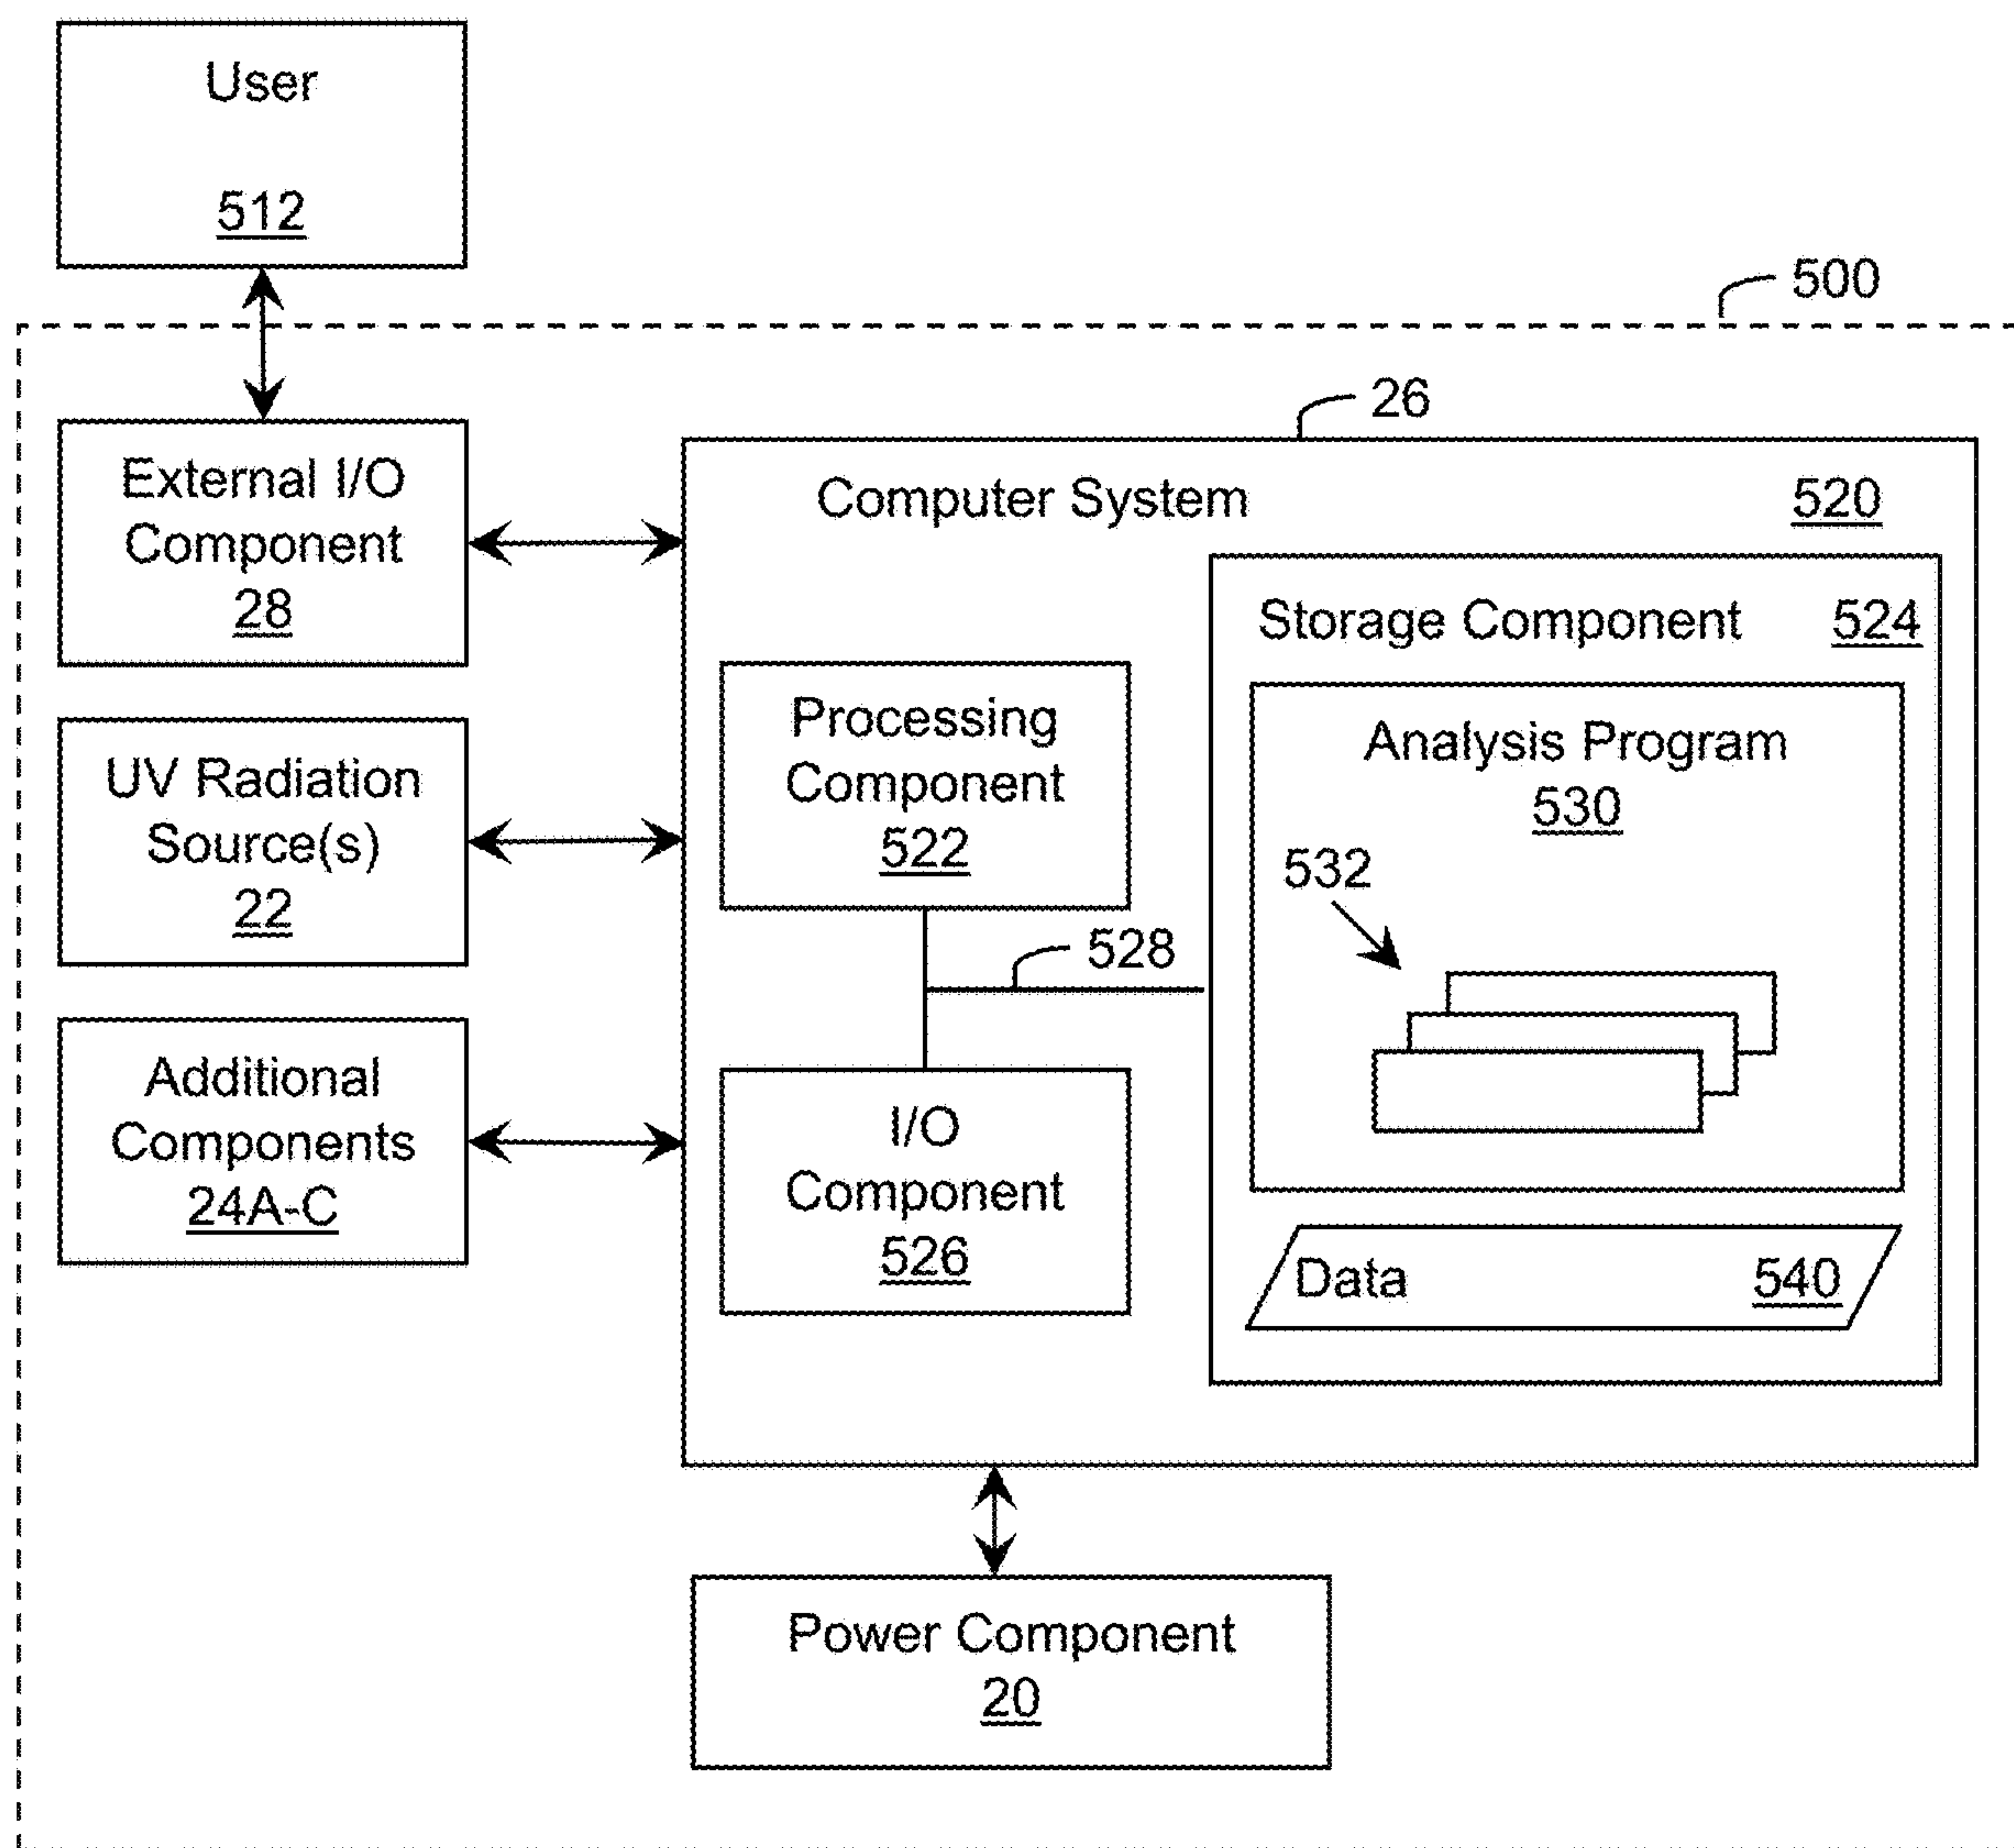 User
512
500
26
External I/O
Component
28
Computer System
520
Storage Component
524
UV Radiation
Source(s)
22
Processing
Component
522
Analysis Program
530
532
528
Additional
Components
24A-C
I/O
Component
526
Data
540
Power Component
20